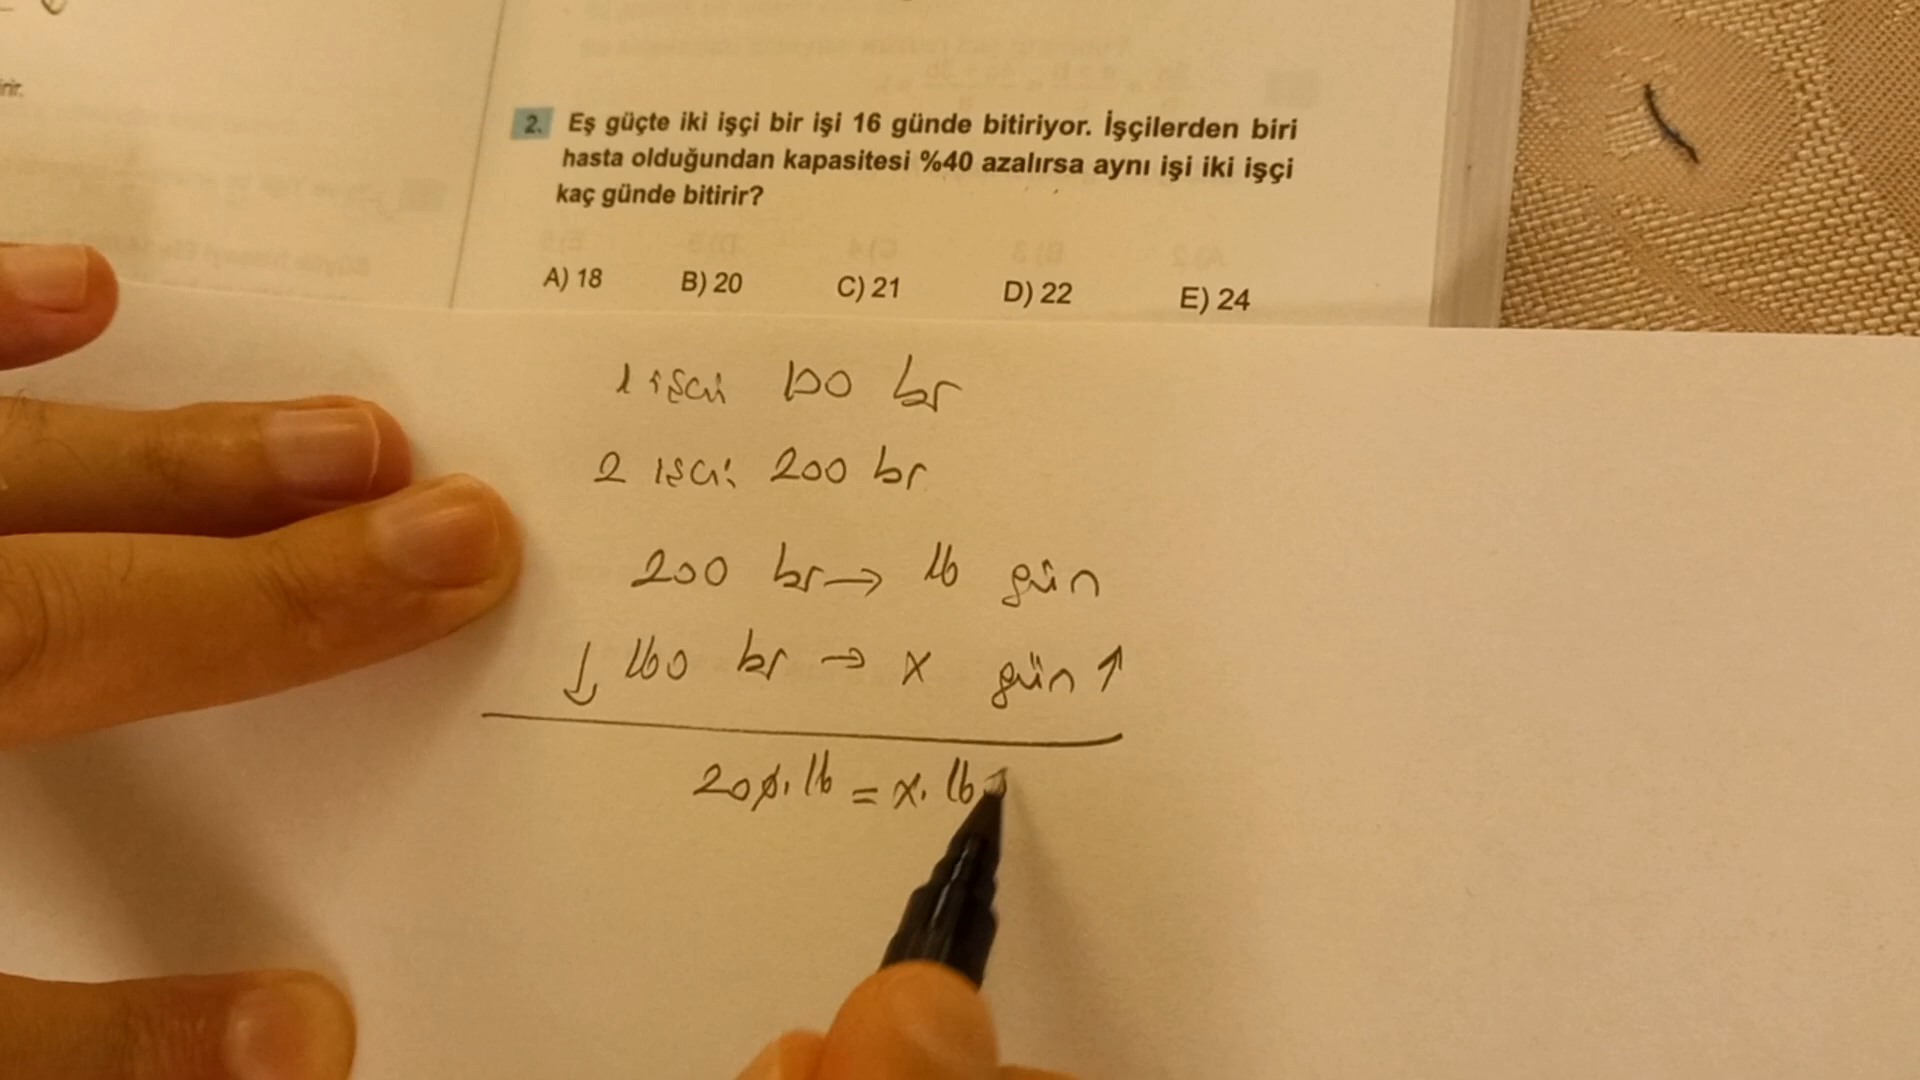 2. Eş güçte iki işçi bir işi 16 günde bitiriyor. İşçilerden biri
hasta olduğundan kapasitesi %40 azalırsa aynı işi iki işçi
kaç günde bitirir?
A) 18 B) 20 C) 21 D) 22 E) 24
1 işçi 100 br
2 işçi 200 br
200 br → 16 gün
↓ 160 br → x gün ↑
200.16 = x.160